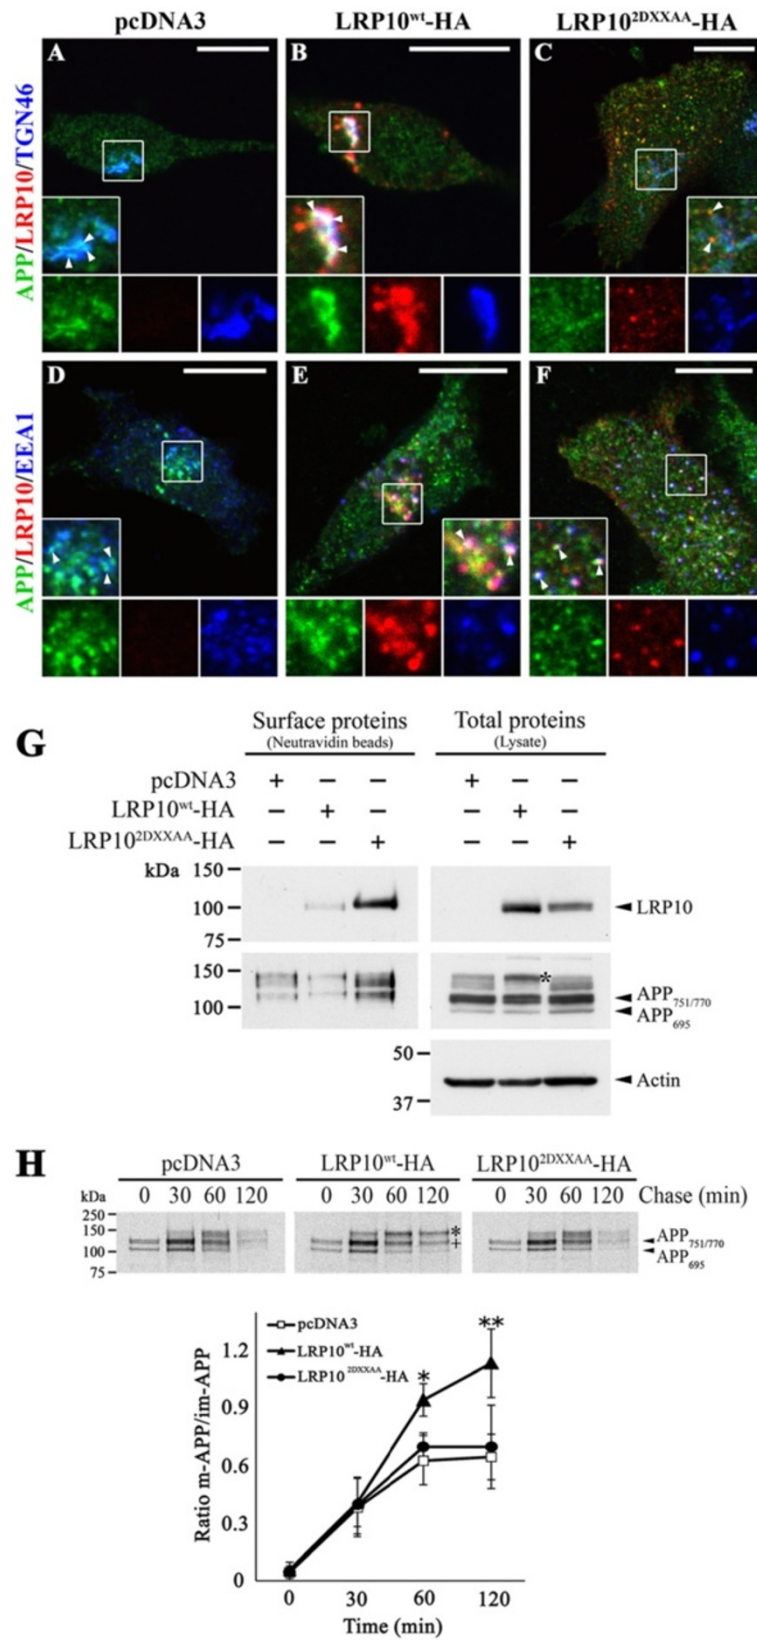 pcDNA3 LRP10wt-HA LRP102DXXAA-HA
APP/LRP10/TGN46
A B C
APP/LRP10/EEA1
D E F
G
Surface proteins Total proteins
(Neutravidin beads) (Lysate)
pcDNA3 + − − + − −
LRP10wt-HA − + − − + −
LRP102DXXAA-HA − − + − − +
kDa 150
100 LRP10
75
150
100 APP751/770
APP695
*
50
Actin
37
H
pcDNA3 LRP10wt-HA LRP102DXXAA-HA
kDa 0 30 60 120 0 30 60 120 0 30 60 120 Chase (min)
250
150 * APP751/770
100 + APP695
75
pcDNA3
LRP10wt-HA
LRP102DXXAA-HA
* **
Ratio m-APP/im-APP
1.2
0.9
0.6
0.3
0
0 30 60 120
Time (min)